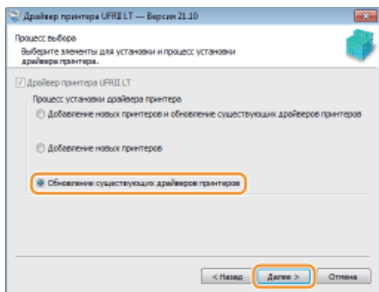 Драйвер принтера UFRII LT — Версия 21.10
Процесс выбора
Выберите элементы для установки и процесс установки
драйвера принтера.
Драйвер принтера UFRII LT
Процесс установки драйвера принтера
Добавление новых принтеров и обновление существующих драйверов принтеров
Добавление новых принтеров
Обновление существующих драйверов принтеров
< Назад Далее > Отмена